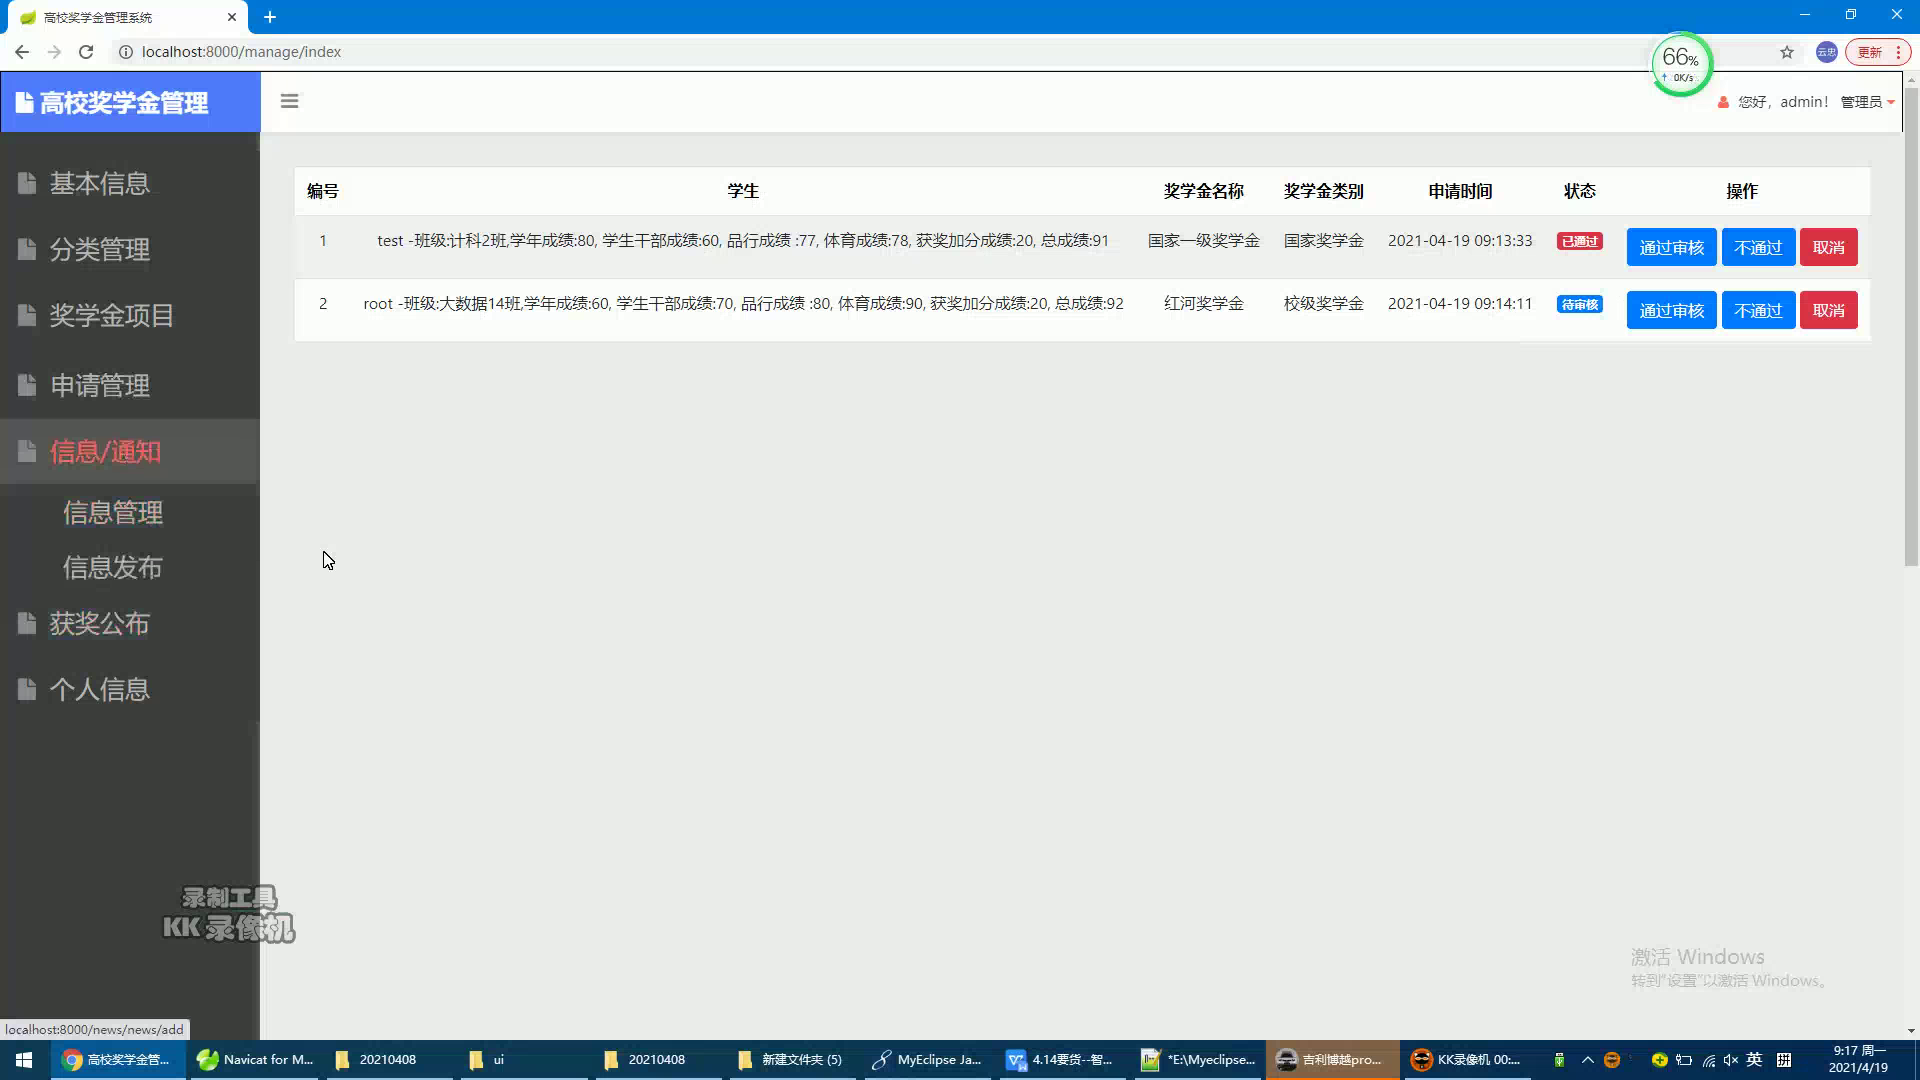 高校奖学金管理系统
localhost:8000/manage/index
66%
↑ 0K/s
更新
高校奖学金管理
您好，admin！ 管理员
基本信息
分类管理
奖学金项目
申请管理
信息/通知
信息管理
信息发布
获奖公布
个人信息
编号 学生 奖学金名称 奖学金类别 申请时间 状态 操作
1 test -班级:计科2班,学年成绩:80, 学生干部成绩:60, 品行成绩 :77, 体育成绩:78, 获奖加分成绩:20, 总成绩:91 国家一级奖学金 国家奖学金 2021-04-19 09:13:33 已通过 通过审核 不通过 取消
2 root -班级:大数据14班,学年成绩:60, 学生干部成绩:70, 品行成绩 :80, 体育成绩:90, 获奖加分成绩:20, 总成绩:92 红河奖学金 校级奖学金 2021-04-19 09:14:11 待审核 通过审核 不通过 取消
录制工具
KK 录像机
激活 Windows
转到"设置"以激活 Windows。
localhost:8000/news/news/add
高校奖学金管... Navicat for M... 20210408 ui 20210408 新建文件夹 (5) MyEclipse Ja... 4.14要货--智... *E:\Myeclipse... 吉利博越pro... KK录像机 00:... 英 拼
9:17 周一
2021/4/19